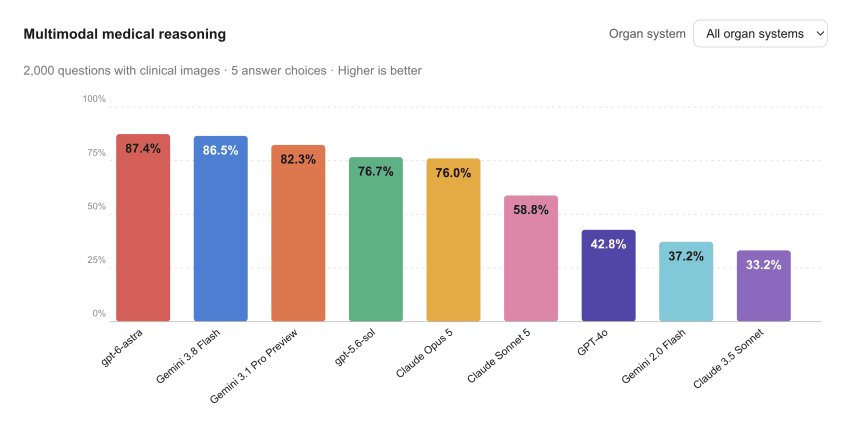 Multimodal medical reasoning
Organ system
All organ systems
2,000 questions with clinical images · 5 answer choices · Higher is better
100%
75%
50%
25%
0%
87.4%
86.5%
82.3%
76.7%
76.0%
58.8%
42.8%
37.2%
33.2%
gpt-6-astra
Gemini 3.8 Flash
Gemini 3.1 Pro Preview
gpt-5.6-sol
Claude Opus 5
Claude Sonnet 5
GPT-4o
Gemini 2.0 Flash
Claude 3.5 Sonnet